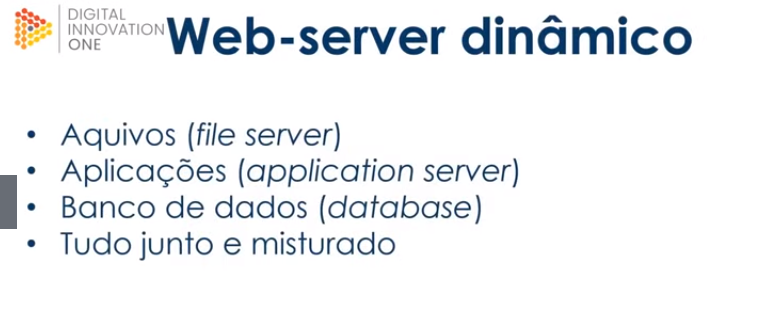 DIGITAL
INNOVATION
ONE
Web-server dinâmico
• Aquivos (file server)
• Aplicações (application server)
• Banco de dados (database)
• Tudo junto e misturado